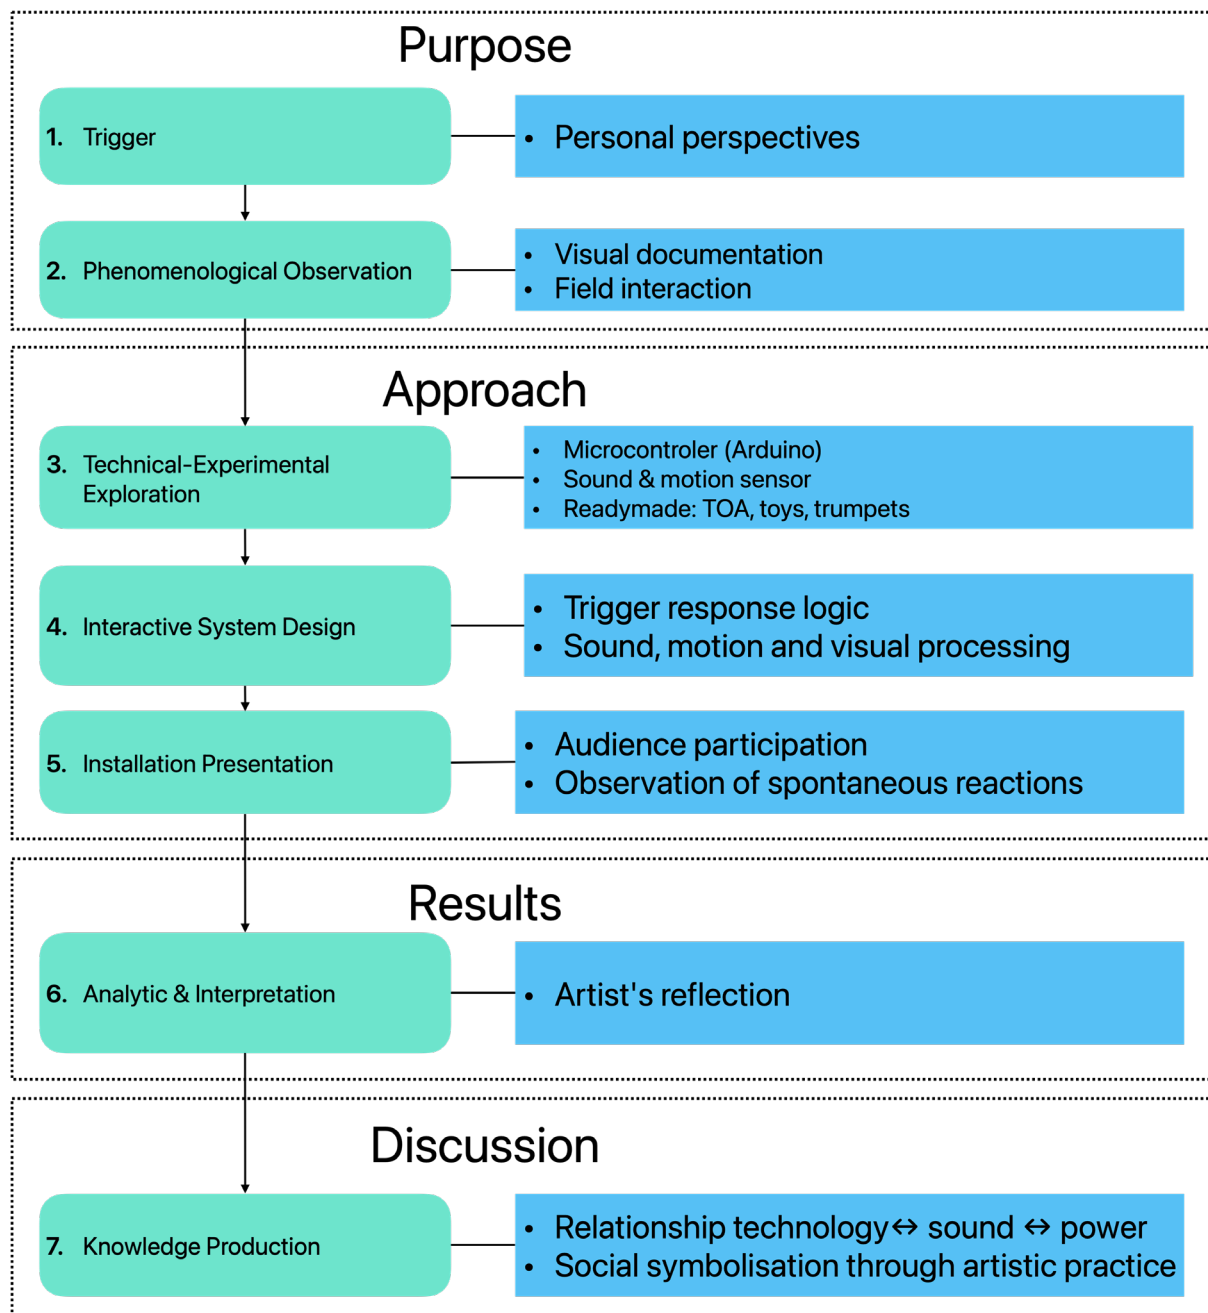 Purpose
1. Trigger
• Personal perspectives
2. Phenomenological Observation
• Visual documentation
• Field interaction
Approach
3. Technical-Experimental
Exploration
• Microcontroler (Arduino)
• Sound & motion sensor
• Readymade: TOA, toys, trumpets
4. Interactive System Design
• Trigger response logic
• Sound, motion and visual processing
5. Installation Presentation
• Audience participation
• Observation of spontaneous reactions
Results
6. Analytic & Interpretation
• Artist's reflection
Discussion
7. Knowledge Production
• Relationship technology↔ sound ↔ power
• Social symbolisation through artistic practice